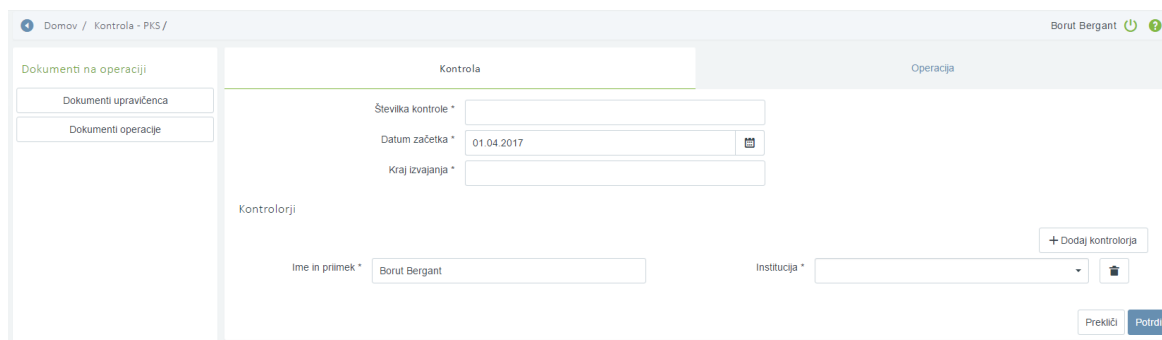 Domov / Kontrola - PKS /
Borut Bergant
Dokumenti na operaciji
Dokumenti upravičenca
Dokumenti operacije
Kontrola
Operacija
Številka kontrole *
Datum začetka * 01.04.2017
Kraj izvajanja *
Kontrolorji
+ Dodaj kontrolorja
Ime in priimek * Borut Bergant
Institucija *
Prekliči
Potrdi